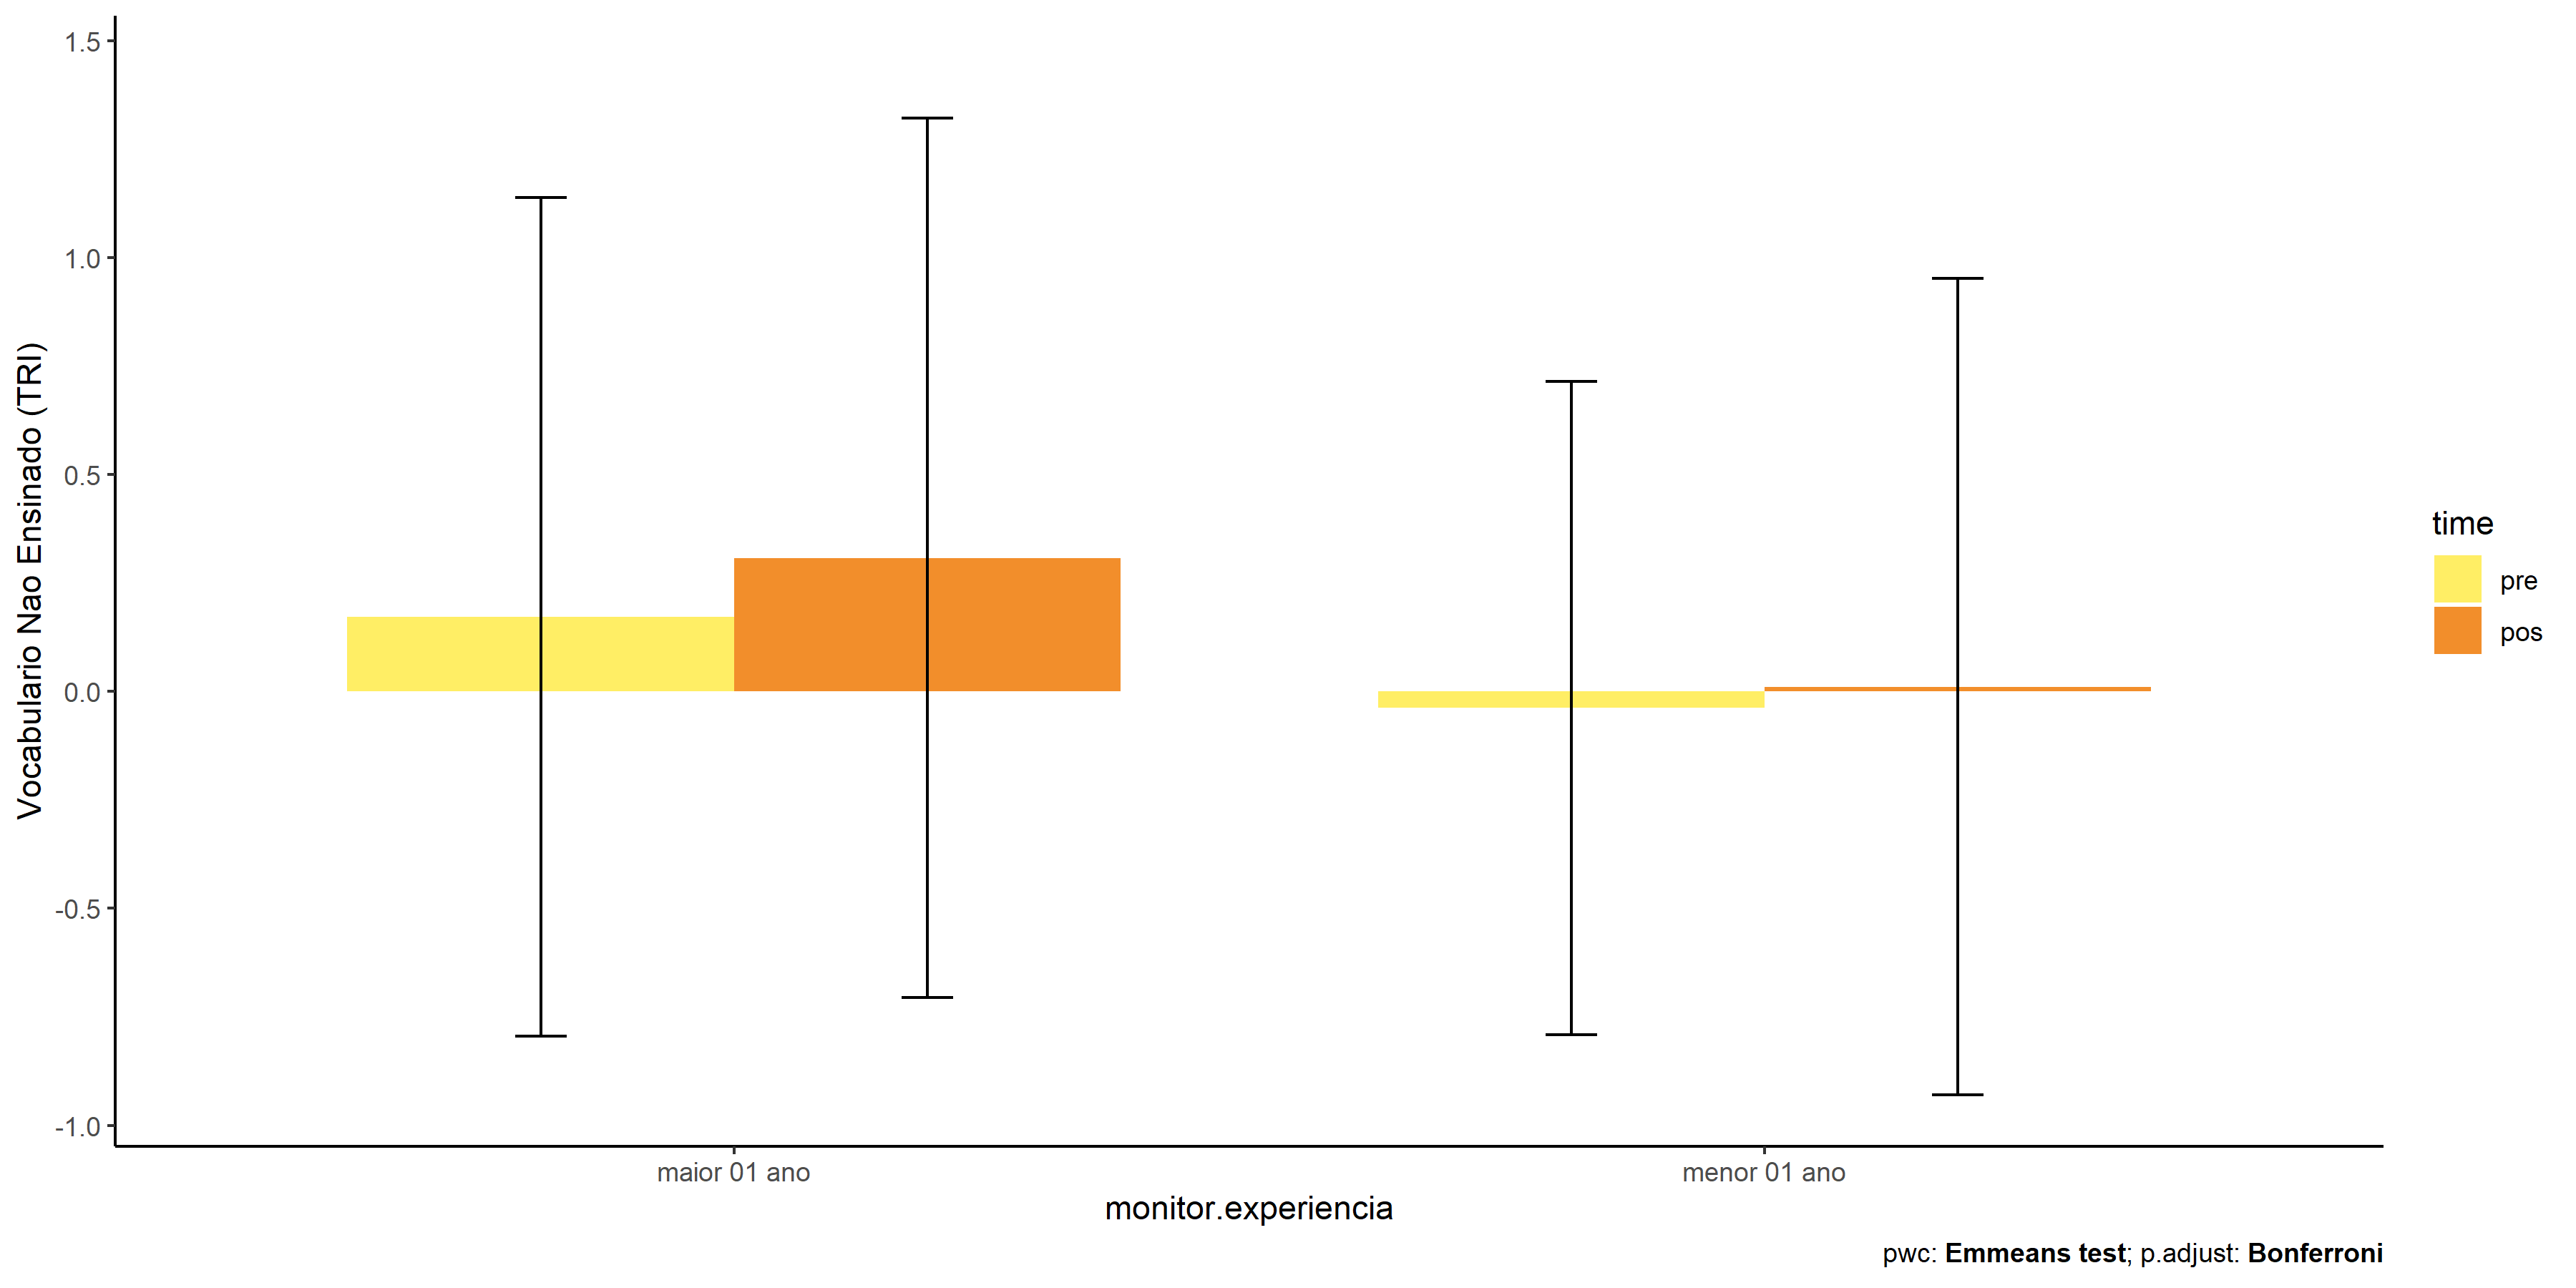 Vocabulario Nao Ensinado (TRI)
1.5
1.0
0.5
0.0
-0.5
-1.0
maior 01 ano
menor 01 ano
monitor.experiencia
time
pre
pos
pwc: Emmeans test; p.adjust: Bonferroni